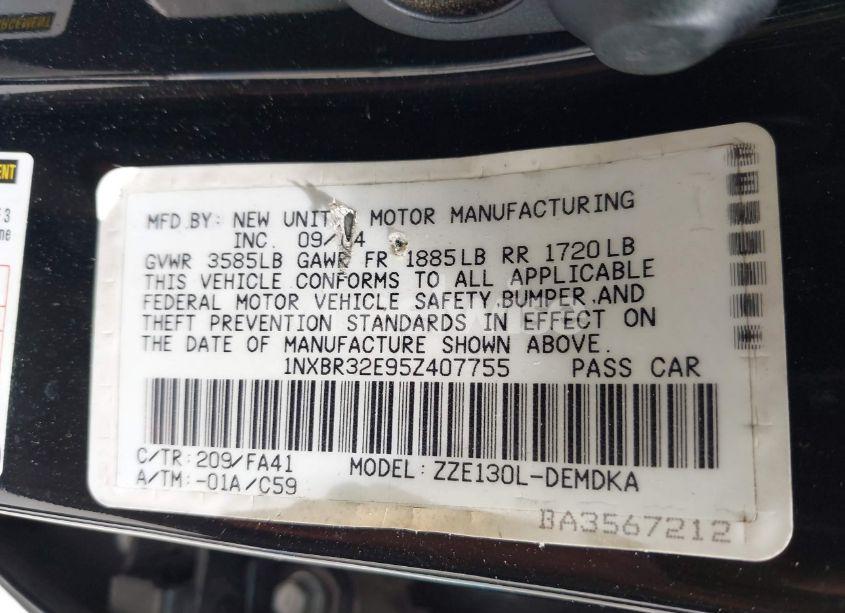 MFD.BY: NEW UNIT MOTOR MANUFACTURING
INC. 09/ 4
GVWR 3585LB GAWR FR 1885LB RR 1720LB
THIS VEHICLE CONFORMS TO ALL APPLICABLE
FEDERAL MOTOR VEHICLE SAFETY,BUMPER,AND
THEFT PREVENTION STANDARDS IN EFFECT ON
THE DATE OF MANUFACTURE SHOWN ABOVE.
1NXBR32E95Z407755 PASS CAR
C/TR:209/FA41 MODEL:ZZE130L-DEMDKA
A/TM:-01A/C59
BA3567212